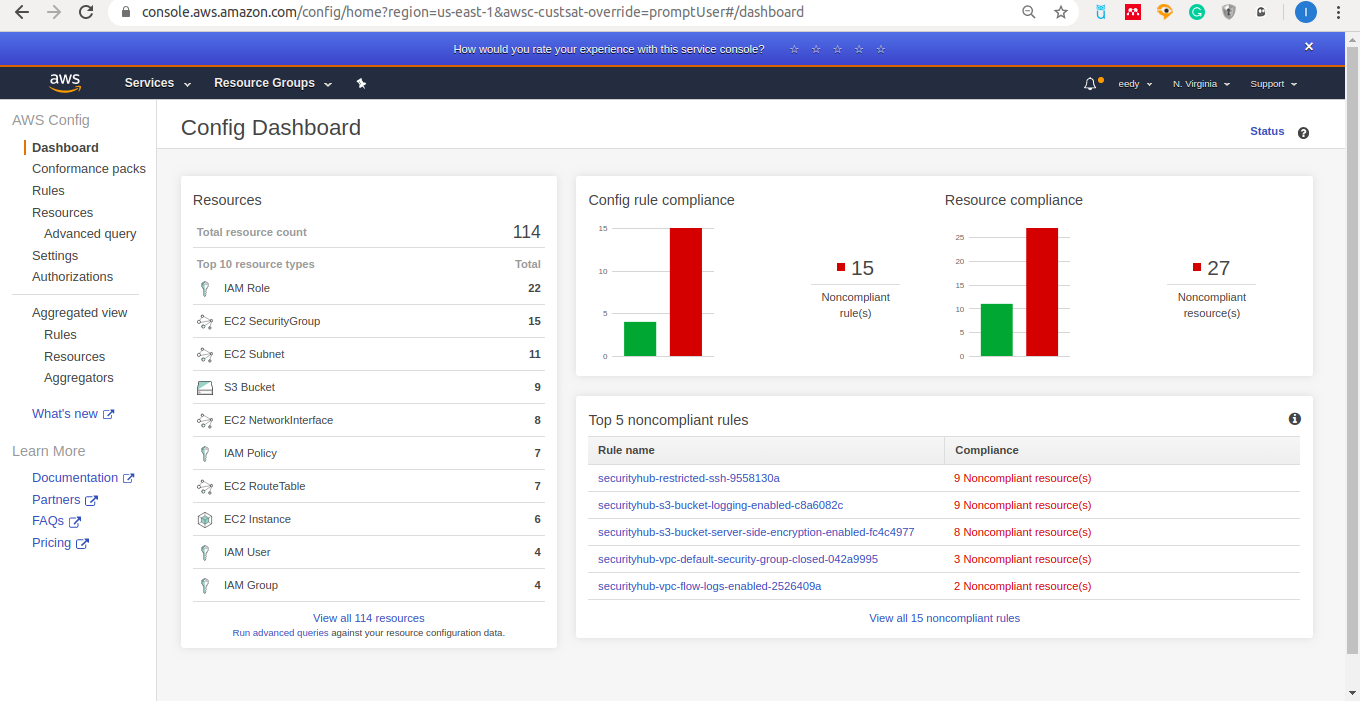 console.aws.amazon.com/config/home?region=us-east-1&awsc-custsat-override=promptUser#/dashboard
I
How would you rate your experience with this service console?
aws
Services
Resource Groups
eedy
N. Virginia
Support
AWS Config
Dashboard
Conformance packs
Rules
Resources
Advanced query
Settings
Authorizations
Aggregated view
Rules
Resources
Aggregators
What's new
Learn More
Documentation
Partners
FAQs
Pricing
Config Dashboard
Status
Resources
Total resource count 114
Top 10 resource types Total
IAM Role 22
EC2 SecurityGroup 15
EC2 Subnet 11
S3 Bucket 9
EC2 NetworkInterface 8
IAM Policy 7
EC2 RouteTable 7
EC2 Instance 6
IAM User 4
IAM Group 4
View all 114 resources
Run advanced queries against your resource configuration data.
Config rule compliance
15
10
5
0
15
Noncompliant
rule(s)
Resource compliance
25
20
15
10
5
0
27
Noncompliant
resource(s)
Top 5 noncompliant rules
Rule name Compliance
securityhub-restricted-ssh-9558130a 9 Noncompliant resource(s)
securityhub-s3-bucket-logging-enabled-c8a6082c 9 Noncompliant resource(s)
securityhub-s3-bucket-server-side-encryption-enabled-fc4c4977 8 Noncompliant resource(s)
securityhub-vpc-default-security-group-closed-042a9995 3 Noncompliant resource(s)
securityhub-vpc-flow-logs-enabled-2526409a 2 Noncompliant resource(s)
View all 15 noncompliant rules